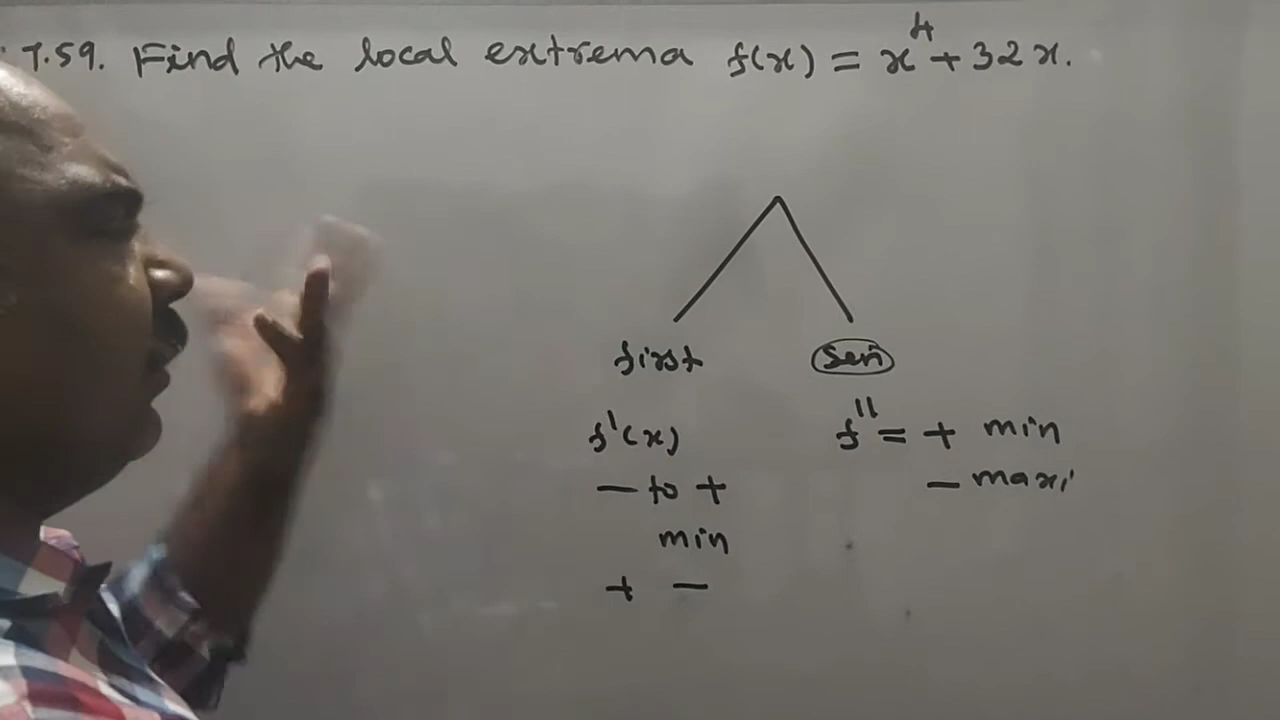 7.59. Find the local extrema f(x) = x⁴ + 32x.
first
f'(x)
— to +
min
+ —
Sen
f'' = + min
— maxi